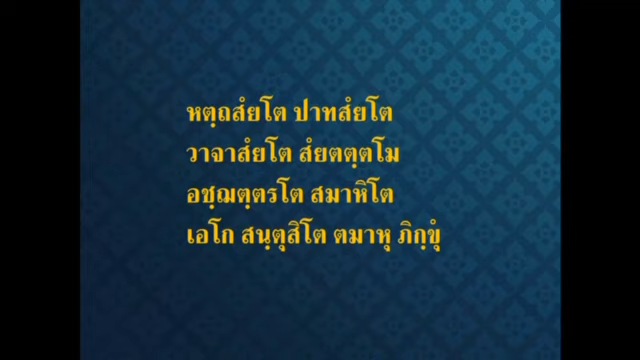 หตฺถสํยโต ปาทสํยโต
วาจาสํยโต สํยตตฺตโม
อชฺฌตฺตรโต สมาหิโต
เอโก สนฺตุสิโต ตมาหุ ภิกฺขุํ